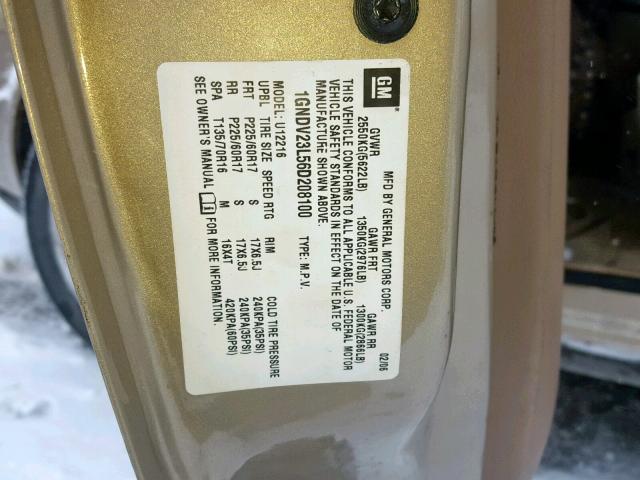 GM
MFD BY GENERAL MOTORS CORP. 02/06
GVWR GAWR FRT GAWR RR
2550KG(5622LB) 1350KG(2976LB) 1300KG(2866LB)
THIS VEHICLE CONFORMS TO ALL APPLICABLE U.S. FEDERAL MOTOR
VEHICLE SAFETY STANDARDS IN EFFECT ON THE DATE OF
MANUFACTURE SHOWN ABOVE.
1GNDV23L56D208100 TYPE: M.P.V.
MODEL: U12216
UPBL TIRE SIZE SPEED RTG RIM COLD TIRE PRESSURE
FRT P225/60R17 S 17X6.5J 240KPA(35PSI)
RR P225/60R17 S 17X6.5J 240KPA(35PSI)
SPA T135/70R16 M 16X4T 420KPA(60PSI)
SEE OWNER'S MANUAL FOR MORE INFORMATION.